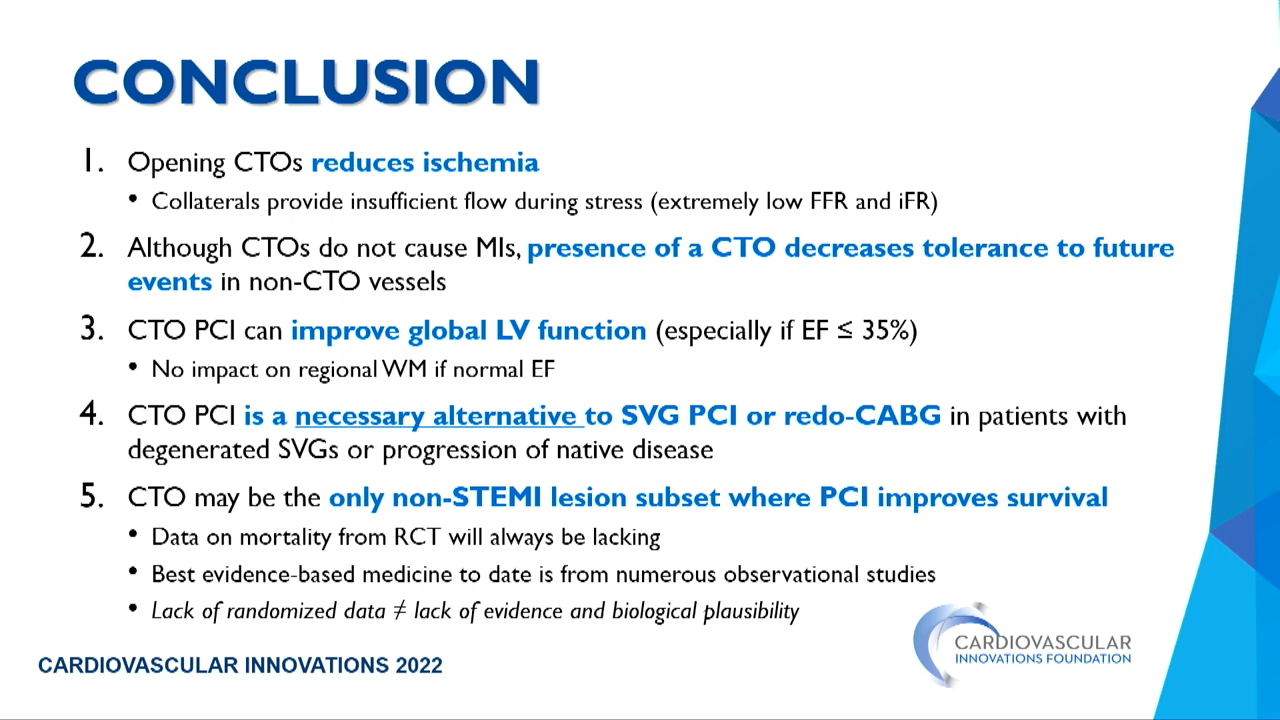 CONCLUSION
1. Opening CTOs reduces ischemia
• Collaterals provide insufficient flow during stress (extremely low FFR and iFR)
2. Although CTOs do not cause MIs, presence of a CTO decreases tolerance to future
events in non-CTO vessels
3. CTO PCI can improve global LV function (especially if EF ≤ 35%)
• No impact on regional WM if normal EF
4. CTO PCI is a necessary alternative to SVG PCI or redo-CABG in patients with
degenerated SVGs or progression of native disease
5. CTO may be the only non-STEMI lesion subset where PCI improves survival
• Data on mortality from RCT will always be lacking
• Best evidence-based medicine to date is from numerous observational studies
• Lack of randomized data ≠ lack of evidence and biological plausibility
CARDIOVASCULAR
INNOVATIONS FOUNDATION
CARDIOVASCULAR INNOVATIONS 2022